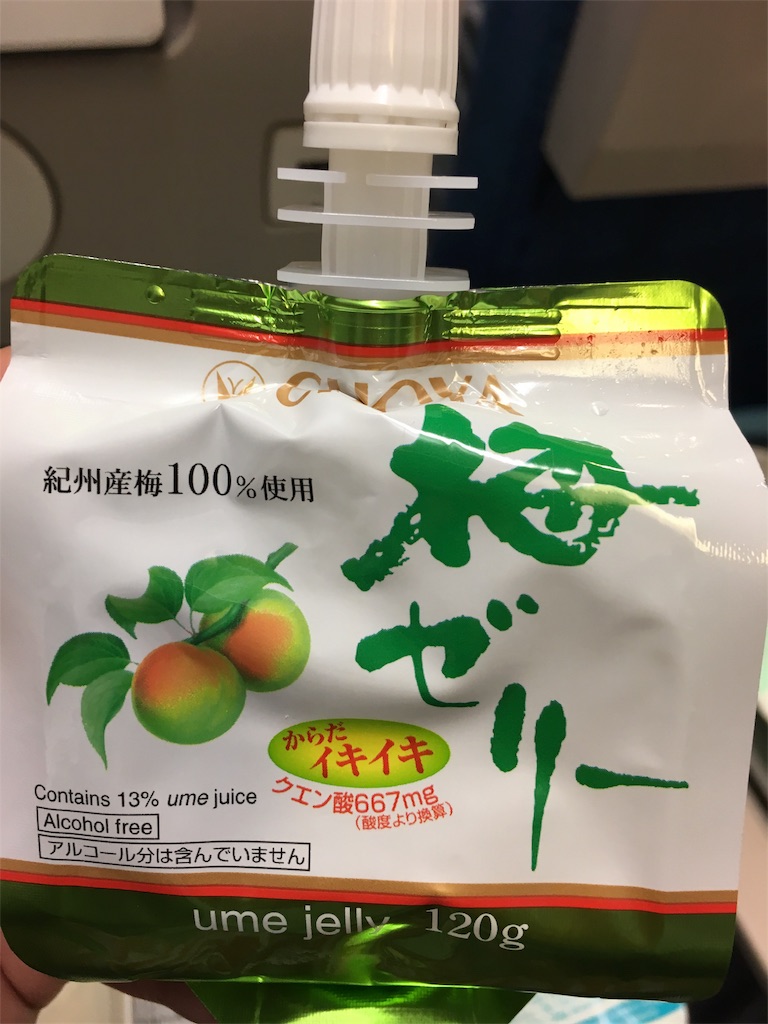 CHOYA
紀州産梅100%使用
梅
ゼリー
からだ
イキイキ
クエン酸667mg
(酸度より換算)
Contains 13% ume juice
Alcohol free
アルコール分は含んでいません
ume jelly 120g